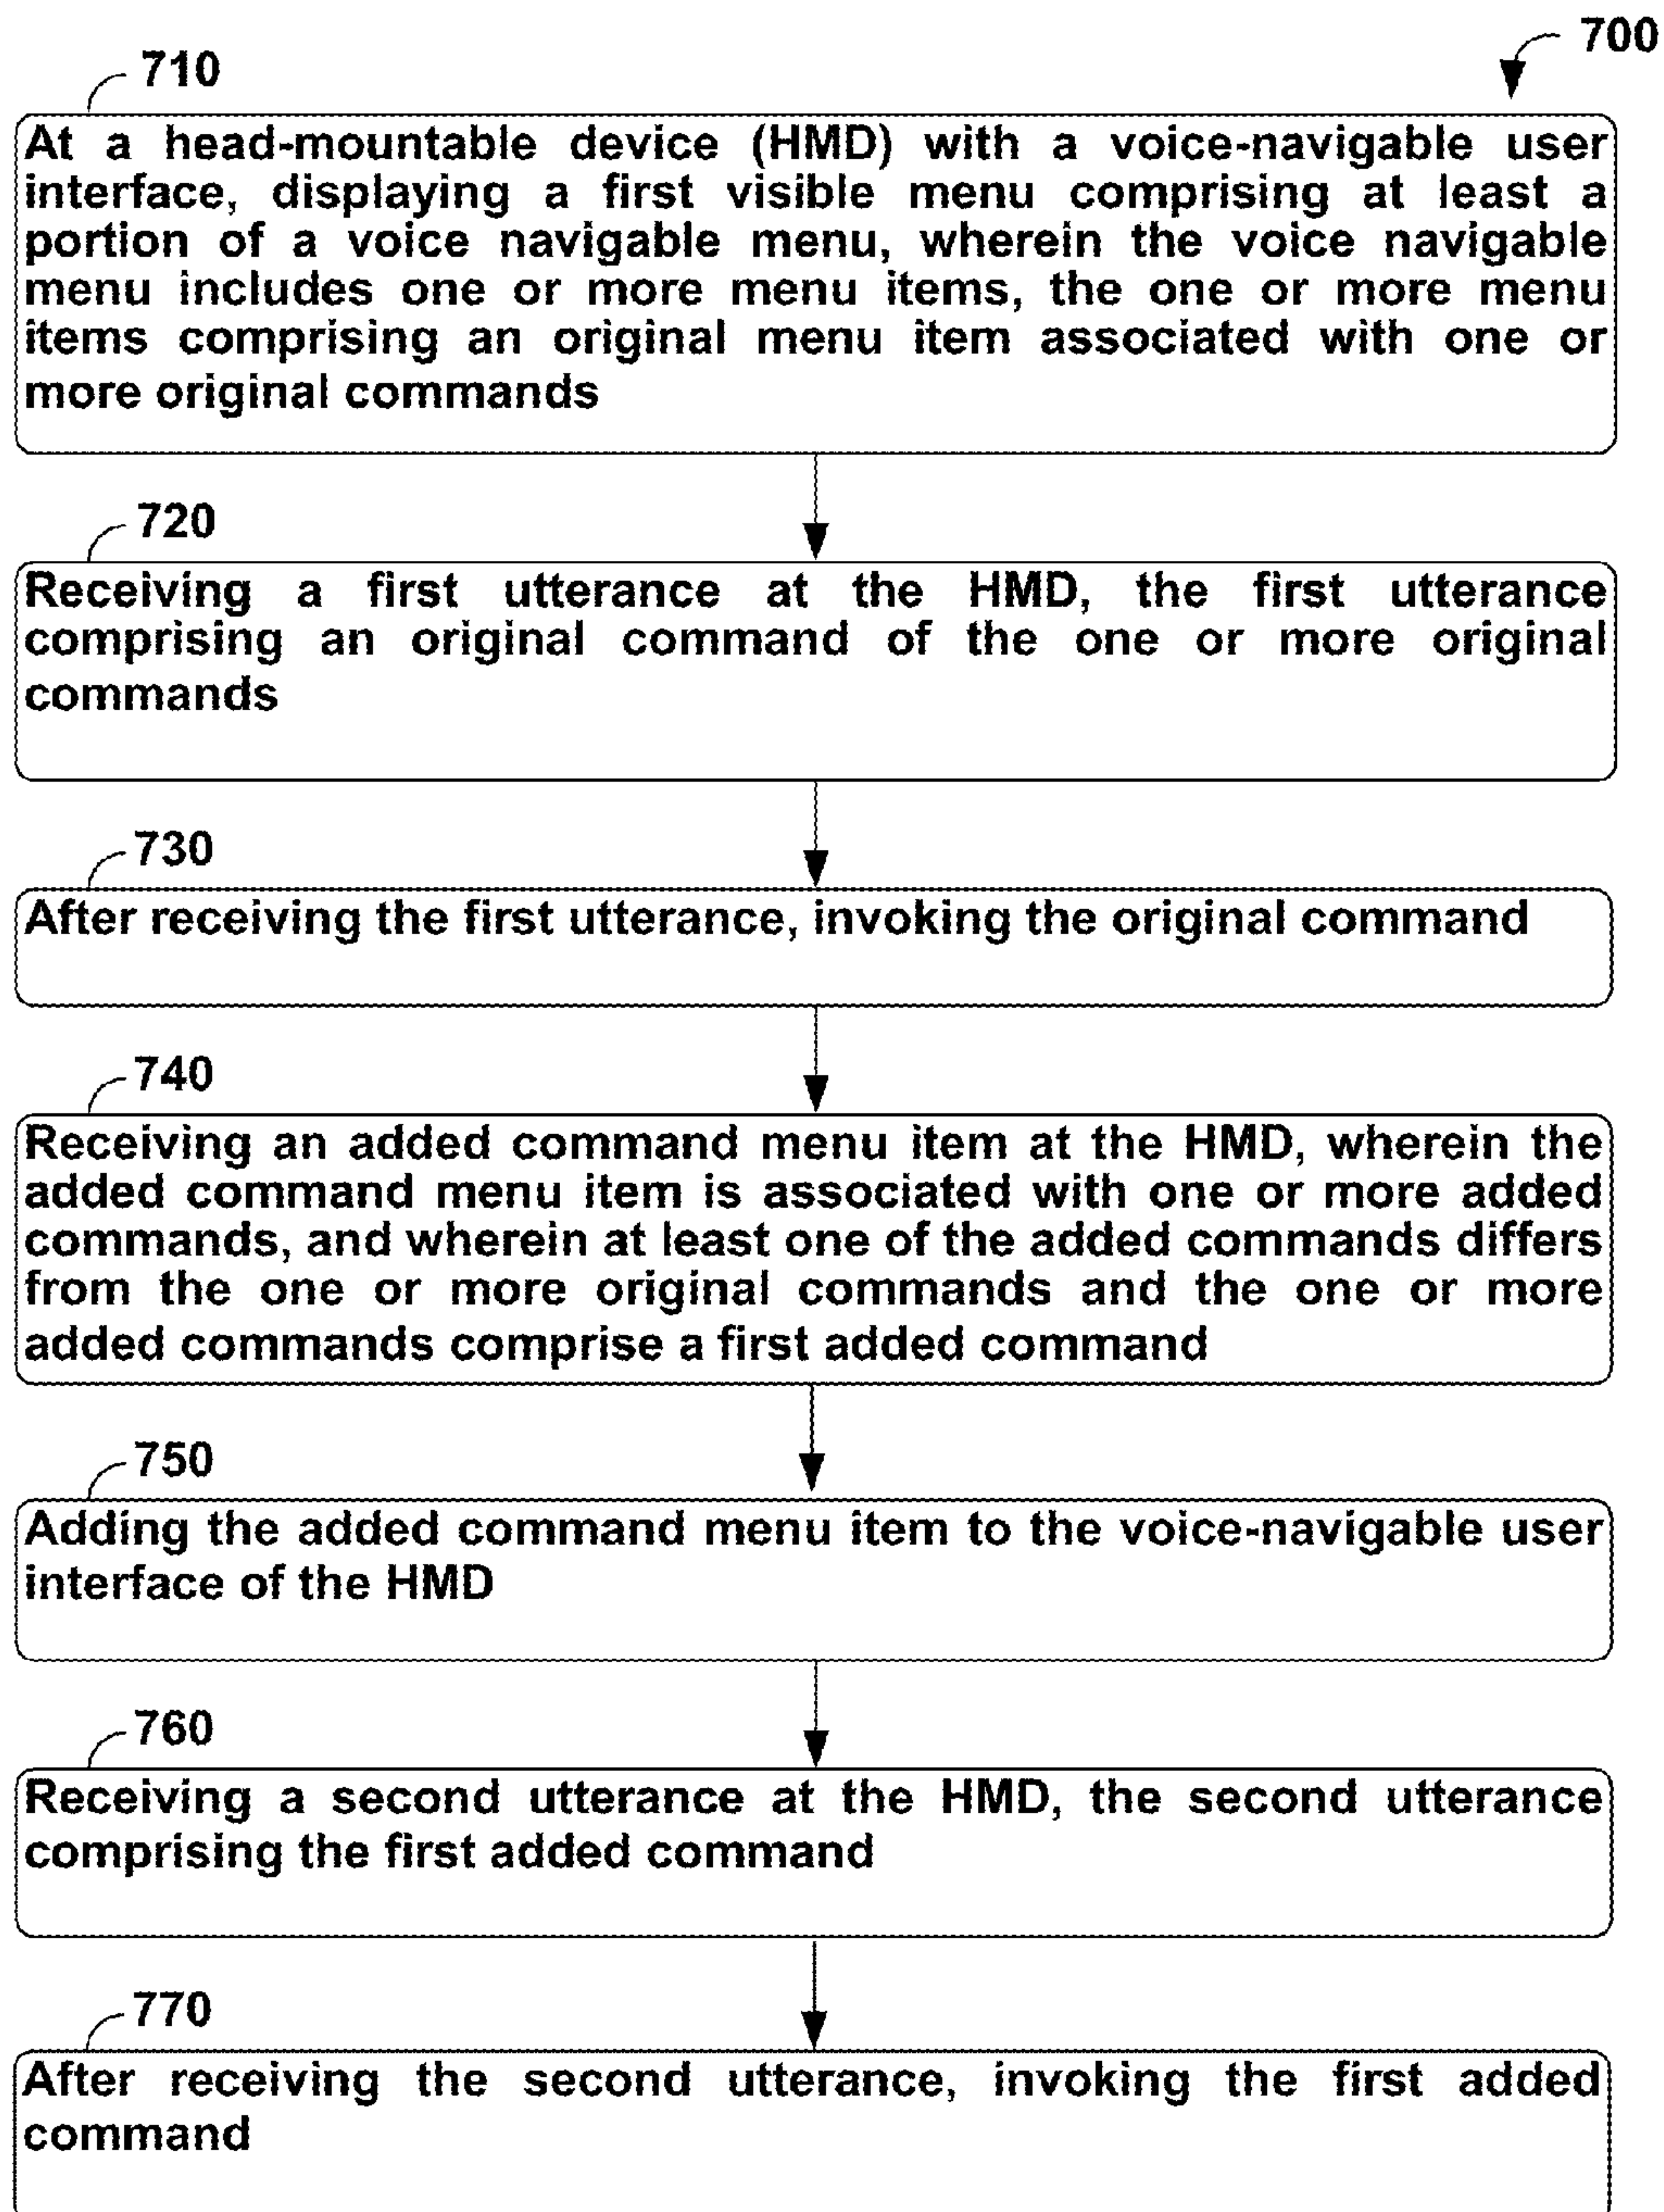 700
710
At a head-mountable device (HMD) with a voice-navigable user
interface, displaying a first visible menu comprising at least a
portion of a voice navigable menu, wherein the voice navigable
menu includes one or more menu items, the one or more menu
items comprising an original menu item associated with one or
more original commands
720
Receiving a first utterance at the HMD, the first utterance
comprising an original command of the one or more original
commands
730
After receiving the first utterance, invoking the original command
740
Receiving an added command menu item at the HMD, wherein the
added command menu item is associated with one or more added
commands, and wherein at least one of the added commands differs
from the one or more original commands and the one or more
added commands comprise a first added command
750
Adding the added command menu item to the voice-navigable user
interface of the HMD
760
Receiving a second utterance at the HMD, the second utterance
comprising the first added command
770
After receiving the second utterance, invoking the first added
command